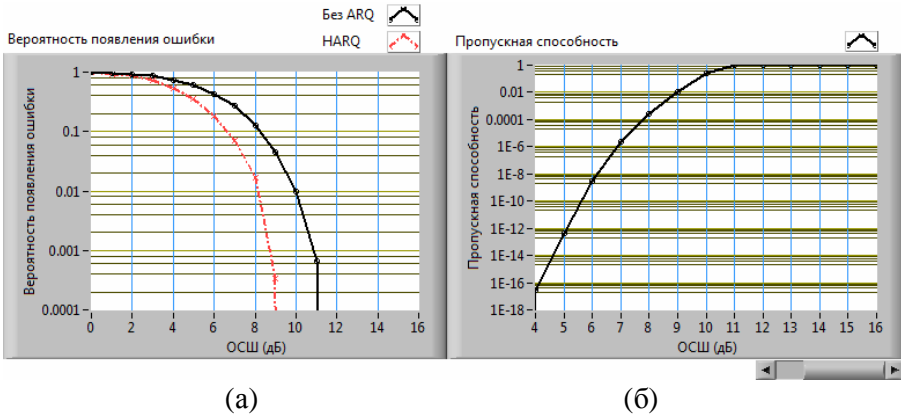 Без ARQ
HARQ
Вероятность появления ошибки
Вероятность появления ошибки
1
0.1
0.01
0.001
0.0001
0 2 4 6 8 10 12 14 16
ОСШ (дБ)
Пропускная способность
Пропускная способность
1
0.01
0.0001
1E-6
1E-8
1E-10
1E-12
1E-14
1E-16
1E-18
4 5 6 7 8 9 10 11 12 13 14 15 16
ОСШ (дБ)
(а) (б)